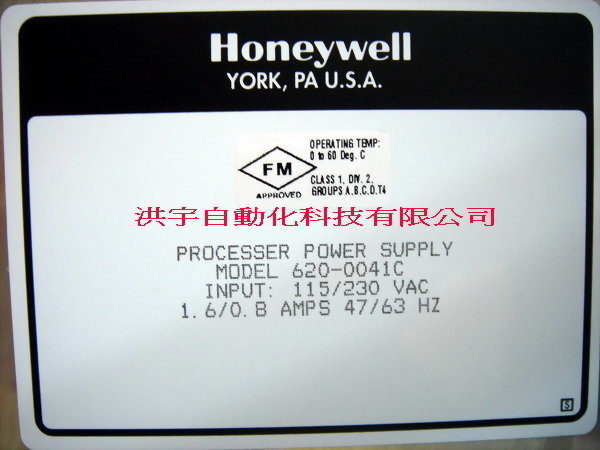 Honeywell
YORK, PA U.S.A.
FM
APPROVED
OPERATING TEMP:
0 to 60 Deg. C
CLASS 1, DIV. 2,
GROUPS A,B,C,D,T4
洪宇自動化科技有限公司
PROCESSER POWER SUPPLY
MODEL 620-0041C
INPUT: 115/230 VAC
1.6/0.8 AMPS 47/63 HZ
S